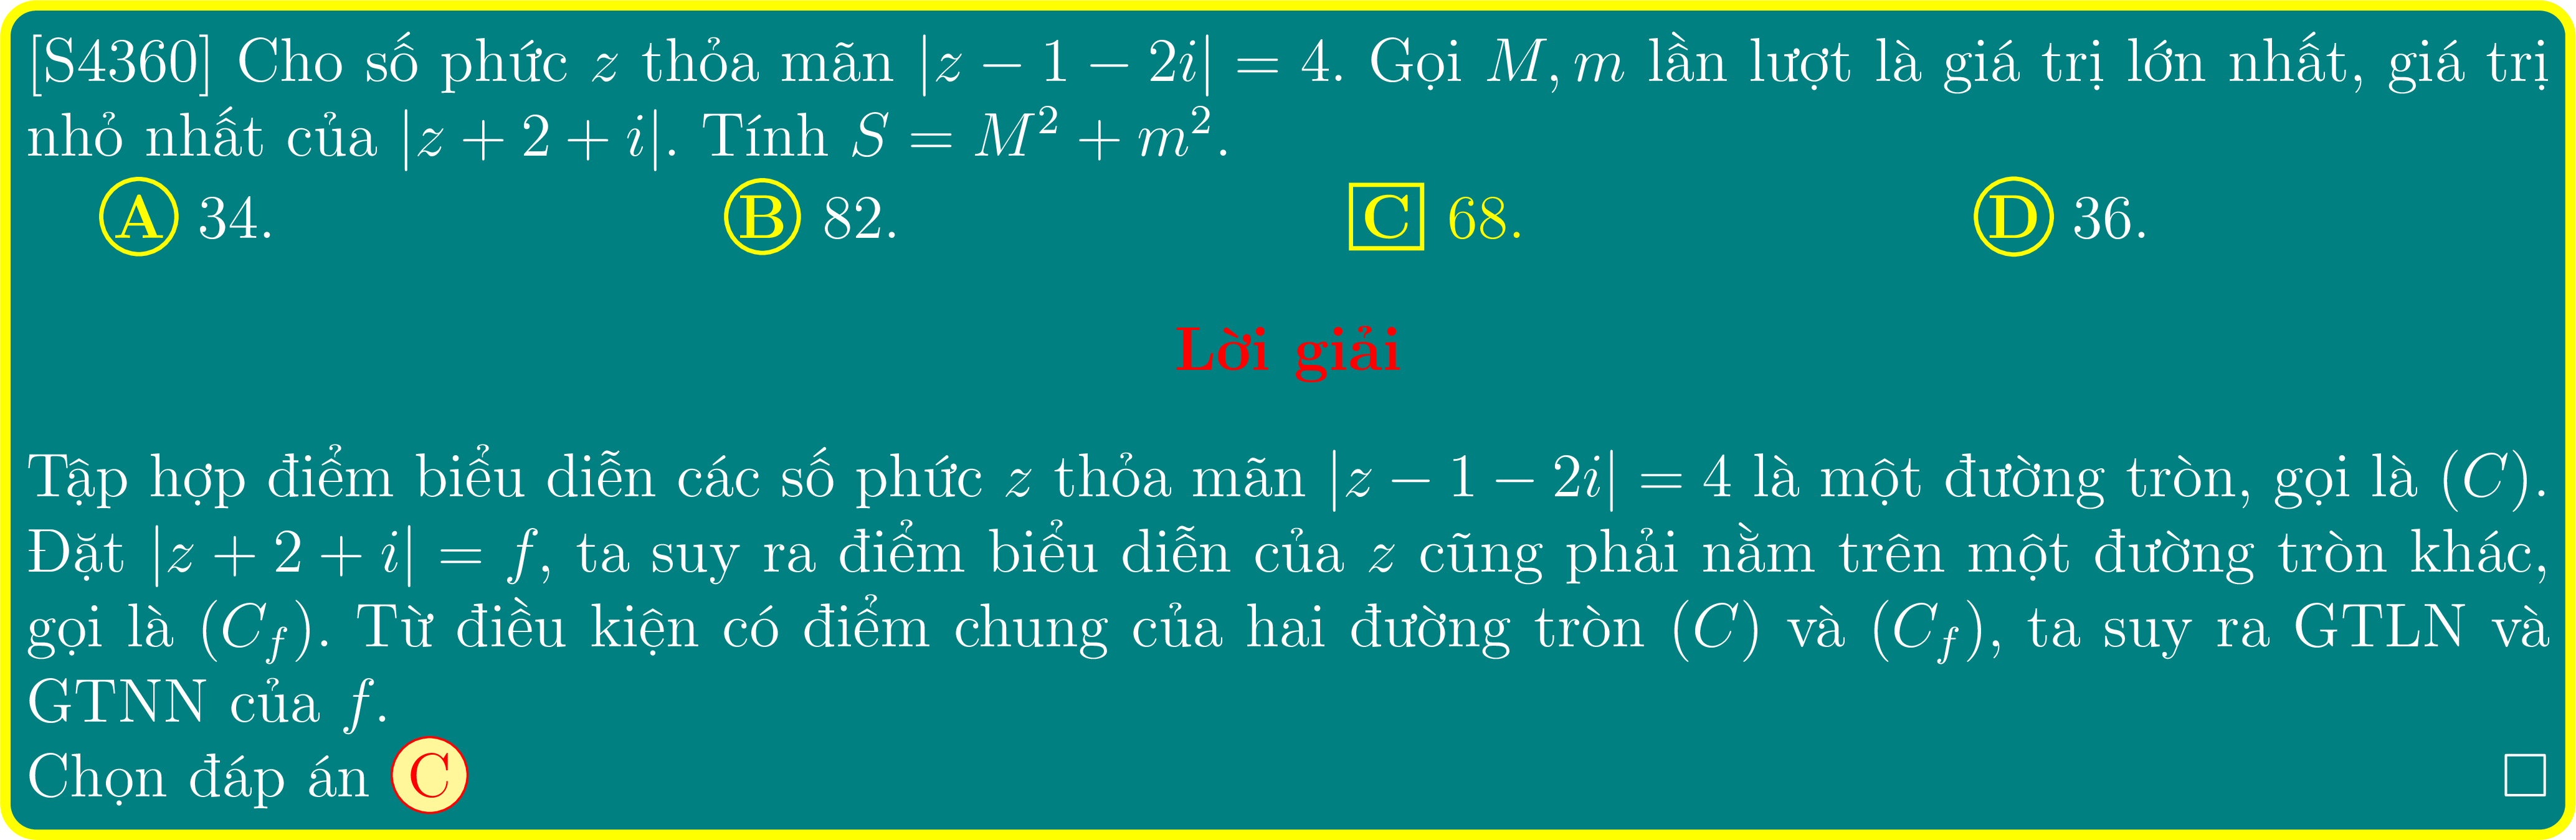 [S4360] Cho số phức z thỏa mãn |z − 1 − 2i| = 4. Gọi M, m lần lượt là giá trị lớn nhất, giá trị
nhỏ nhất của |z + 2 + i|. Tính S = M² + m².
A 34. B 82. C 68. D 36.
Lời giải
Tập hợp điểm biểu diễn các số phức z thỏa mãn |z − 1 − 2i| = 4 là một đường tròn, gọi là (C).
Đặt |z + 2 + i| = f, ta suy ra điểm biểu diễn của z cũng phải nằm trên một đường tròn khác,
gọi là (C_f). Từ điều kiện có điểm chung của hai đường tròn (C) và (C_f), ta suy ra GTLN và
GTNN của f.
Chọn đáp án C □